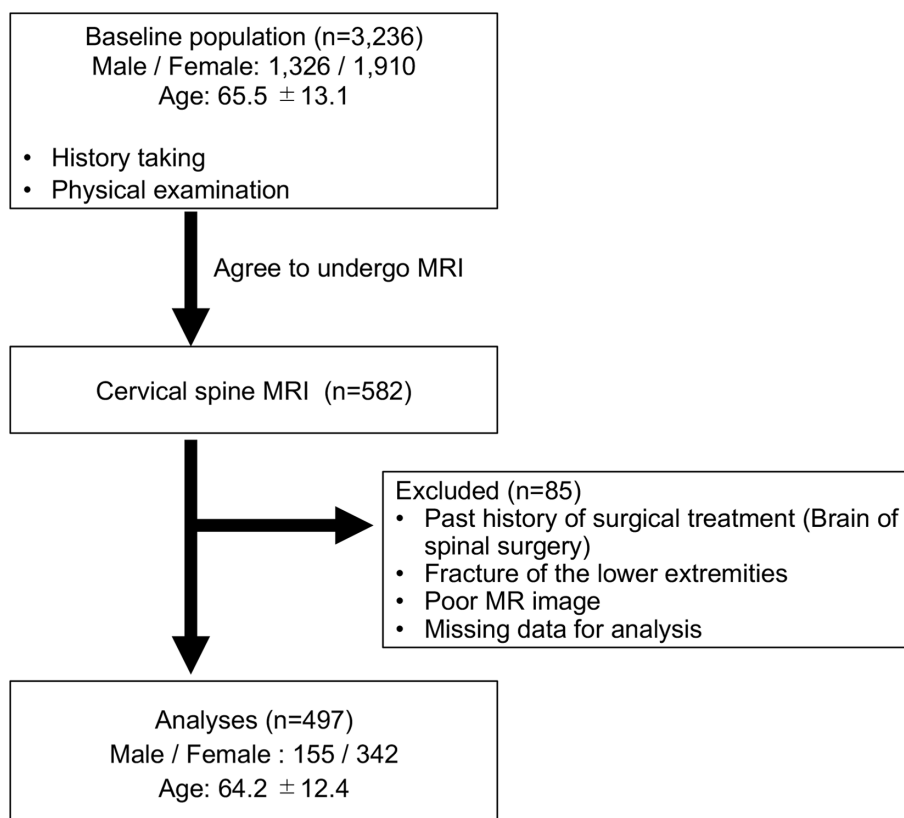 Baseline population (n=3,236)
Male / Female: 1,326 / 1,910
Age: 65.5 ±13.1
• History taking
• Physical examination
Agree to undergo MRI
Cervical spine MRI (n=582)
Excluded (n=85)
• Past history of surgical treatment (Brain of
spinal surgery)
• Fracture of the lower extremities
• Poor MR image
• Missing data for analysis
Analyses (n=497)
Male / Female : 155 / 342
Age: 64.2 ±12.4